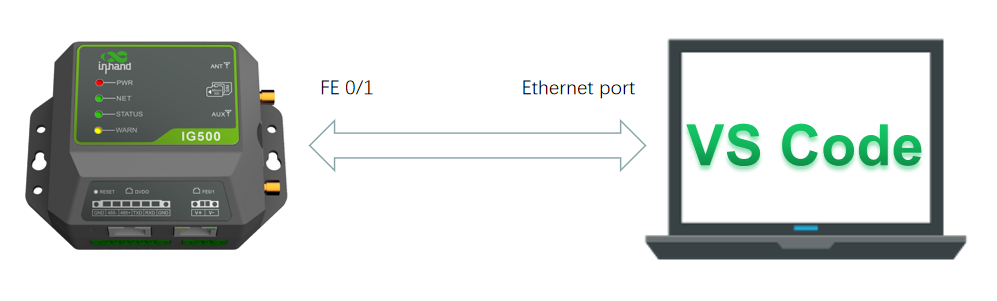 inhand
ANT
PWR
NET
STATUS
AUX
WARN
IG500
RESET
DI/DO
FE0/1
GND 485- 485+ TXD RXD GND
V+ V-
FE 0/1
Ethernet port
VS Code